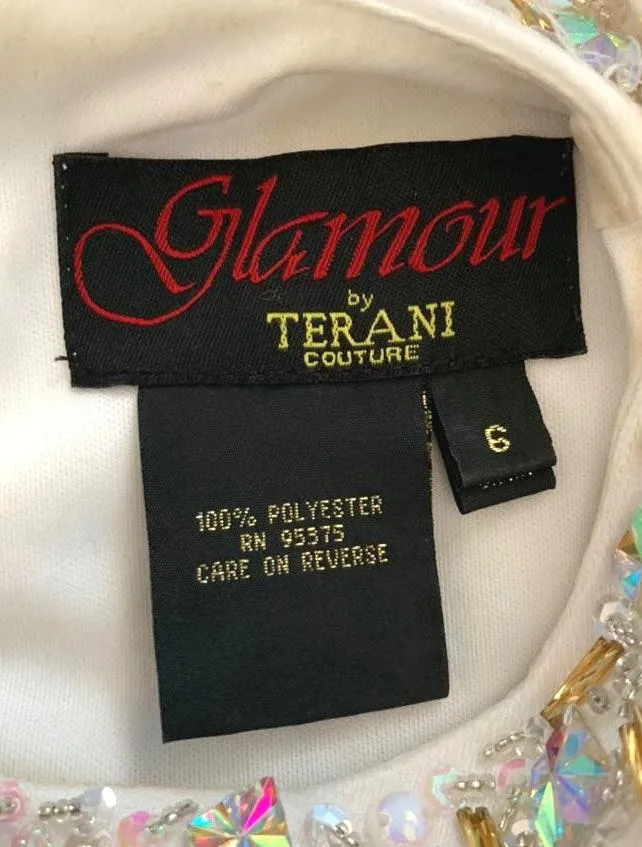 Glamour
by
TERANI
COUTURE
6
100% POLYESTER
RN 95375
CARE ON REVERSE